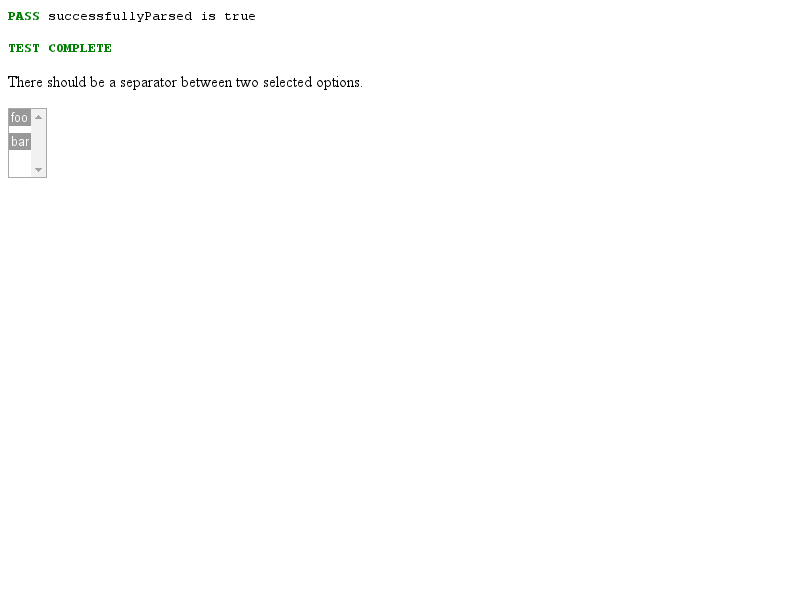 PASS successfullyParsed is true
TEST COMPLETE
There should be a separator between two selected options.
foo
bar